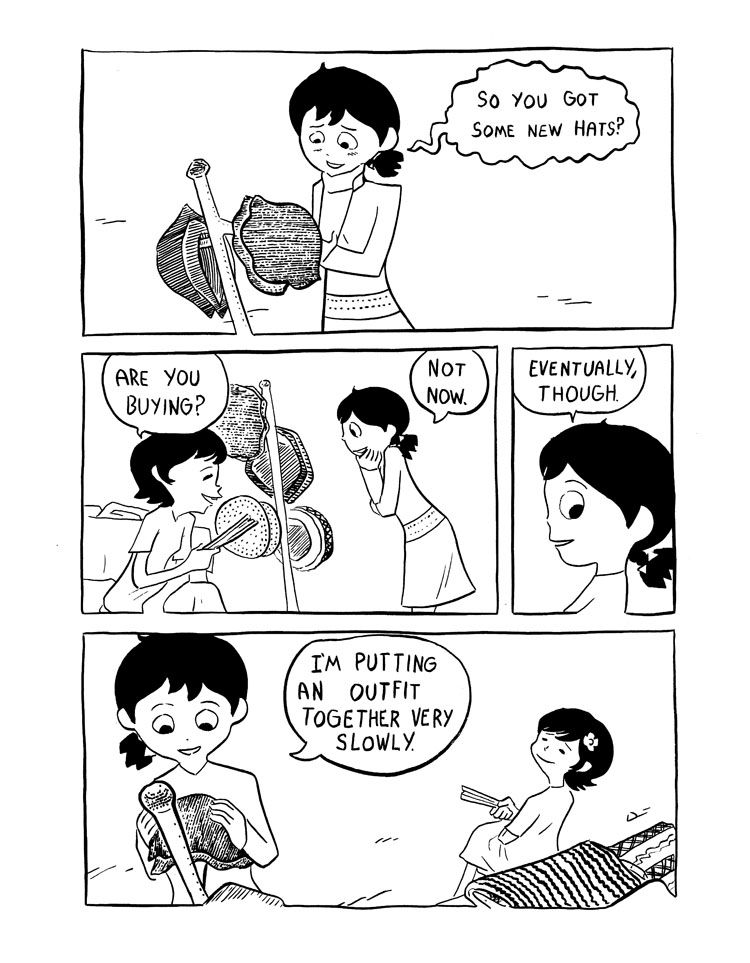 SO YOU GOT
SOME NEW HATS?
ARE YOU
BUYING?
NOT
NOW.
EVENTUALLY,
THOUGH.
I'M PUTTING
AN OUTFIT
TOGETHER VERY
SLOWLY.